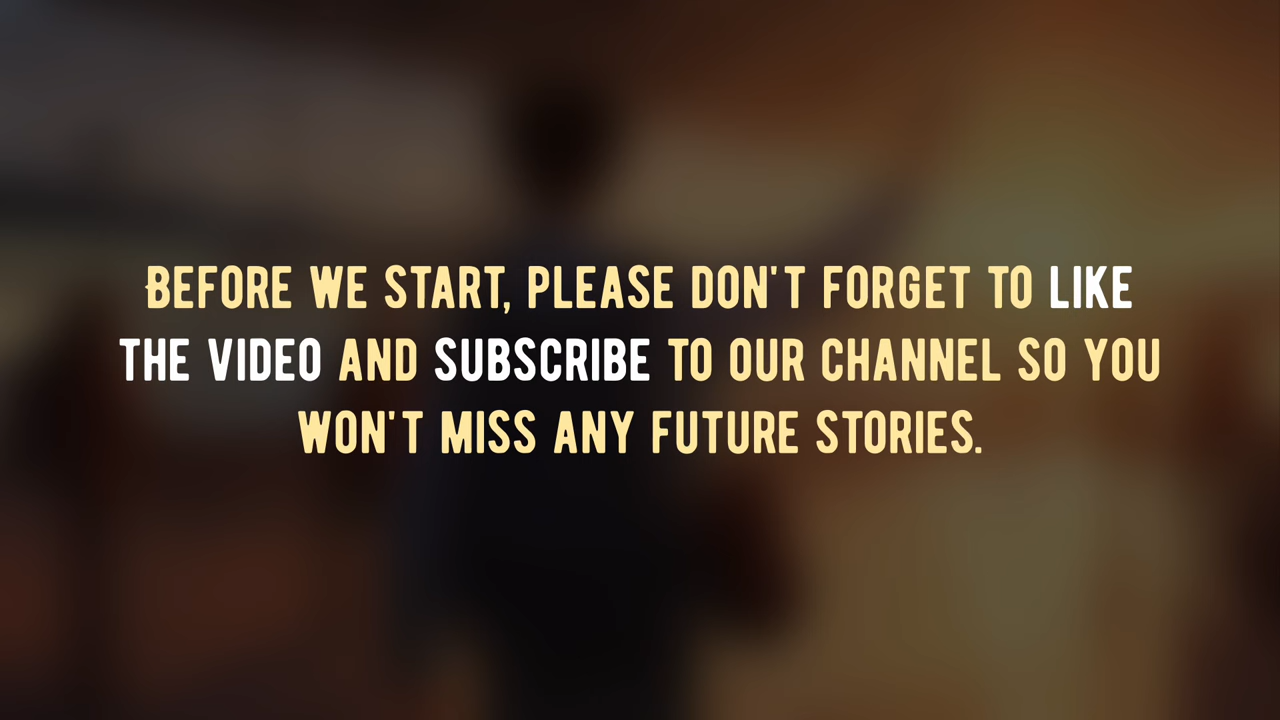 BEFORE WE START, PLEASE DON'T FORGET TO LIKE
THE VIDEO AND SUBSCRIBE TO OUR CHANNEL SO YOU
WON'T MISS ANY FUTURE STORIES.